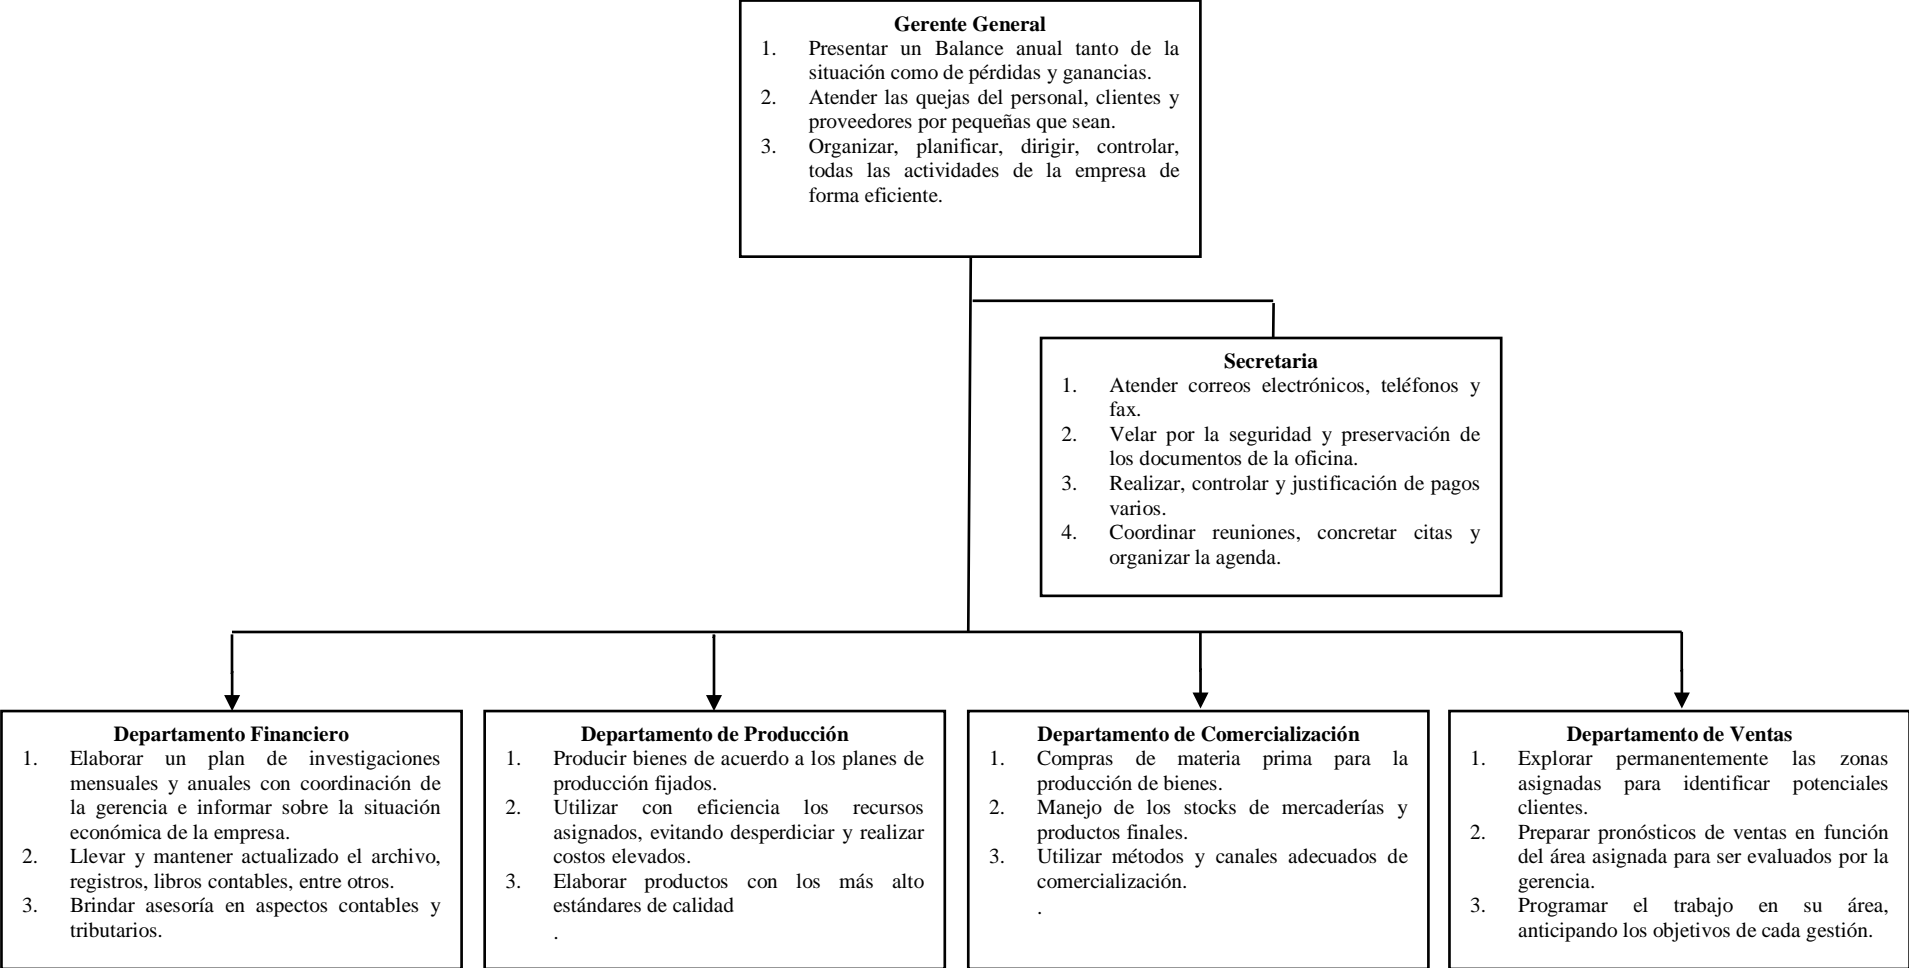 Gerente General
1. Presentar un Balance anual tanto de la
situación como de pérdidas y ganancias.
2. Atender las quejas del personal, clientes y
proveedores por pequeñas que sean.
3. Organizar, planificar, dirigir, controlar,
todas las actividades de la empresa de
forma eficiente.
Secretaria
1. Atender correos electrónicos, teléfonos y
fax.
2. Velar por la seguridad y preservación de
los documentos de la oficina.
3. Realizar, controlar y justificación de pagos
varios.
4. Coordinar reuniones, concretar citas y
organizar la agenda.
Departamento Financiero
1. Elaborar un plan de investigaciones
mensuales y anuales con coordinación de
la gerencia e informar sobre la situación
económica de la empresa.
2. Llevar y mantener actualizado el archivo,
registros, libros contables, entre otros.
3. Brindar asesoría en aspectos contables y
tributarios.
Departamento de Producción
1. Producir bienes de acuerdo a los planes de
producción fijados.
2. Utilizar con eficiencia los recursos
asignados, evitando desperdiciar y realizar
costos elevados.
3. Elaborar productos con los más alto
estándares de calidad
.
Departamento de Comercialización
1. Compras de materia prima para la
producción de bienes.
2. Manejo de los stocks de mercaderías y
productos finales.
3. Utilizar métodos y canales adecuados de
comercialización.
.
Departamento de Ventas
1. Explorar permanentemente las zonas
asignadas para identificar potenciales
clientes.
2. Preparar pronósticos de ventas en función
del área asignada para ser evaluados por la
gerencia.
3. Programar el trabajo en su área,
anticipando los objetivos de cada gestión.